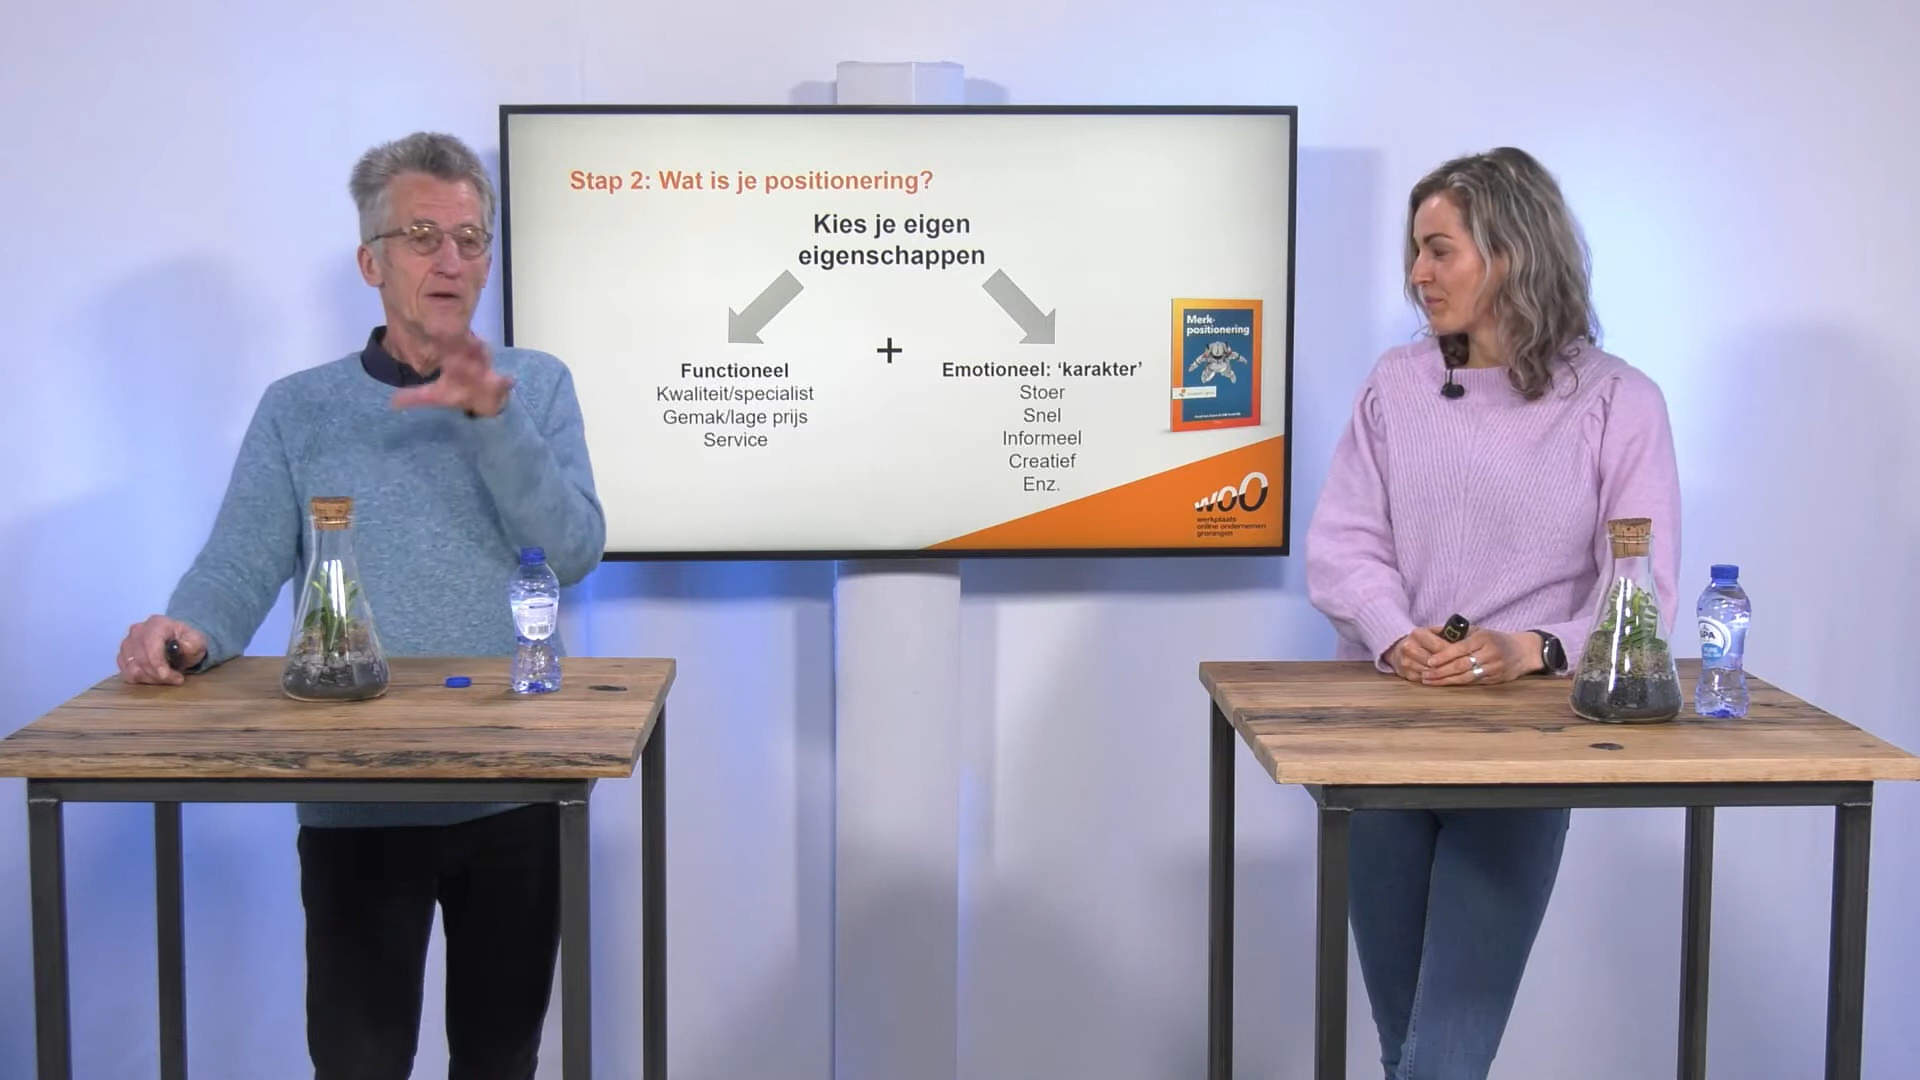 Stap 2: Wat is je positionering?
Kies je eigen
eigenschappen
+
Functioneel
Kwaliteit/specialist
Gemak/lage prijs
Service
Emotioneel: ‘karakter’
Stoer
Snel
Informeel
Creatief
Enz.
Merk-
positionering
woO
werkplaats
online ondernemen
groningen
SPA